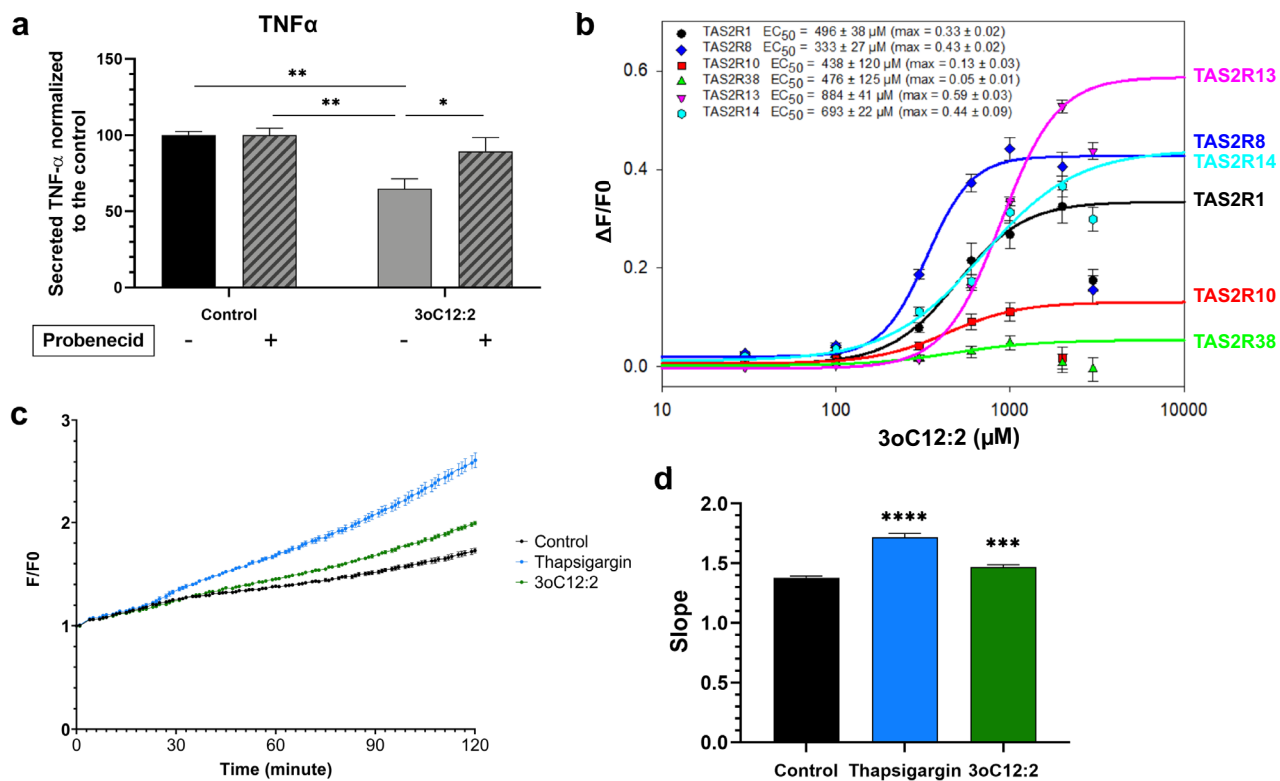 a
TNFα
Secreted TNF-α normalized
to the control
150
100
50
0
**
**
*
Control
3oC12:2
Probenecid
-
+
-
+
b
TAS2R1 EC50 = 496 ± 38 µM (max = 0.33 ± 0.02)
TAS2R8 EC50 = 333 ± 27 µM (max = 0.43 ± 0.02)
TAS2R10 EC50 = 438 ± 120 µM (max = 0.13 ± 0.03)
TAS2R38 EC50 = 476 ± 125 µM (max = 0.05 ± 0.01)
TAS2R13 EC50 = 884 ± 41 µM (max = 0.59 ± 0.03)
TAS2R14 EC50 = 693 ± 22 µM (max = 0.44 ± 0.09)
ΔF/F0
0.6
0.4
0.2
0.0
10
100
1000
10000
3oC12:2 (µM)
TAS2R13
TAS2R8
TAS2R14
TAS2R1
TAS2R10
TAS2R38
c
F/F0
3
2
1
0
0
30
60
90
120
Time (minute)
Control
Thapsigargin
3oC12:2
d
Slope
2.0
1.5
1.0
0.5
0.0
****
***
Control
Thapsigargin
3oC12:2